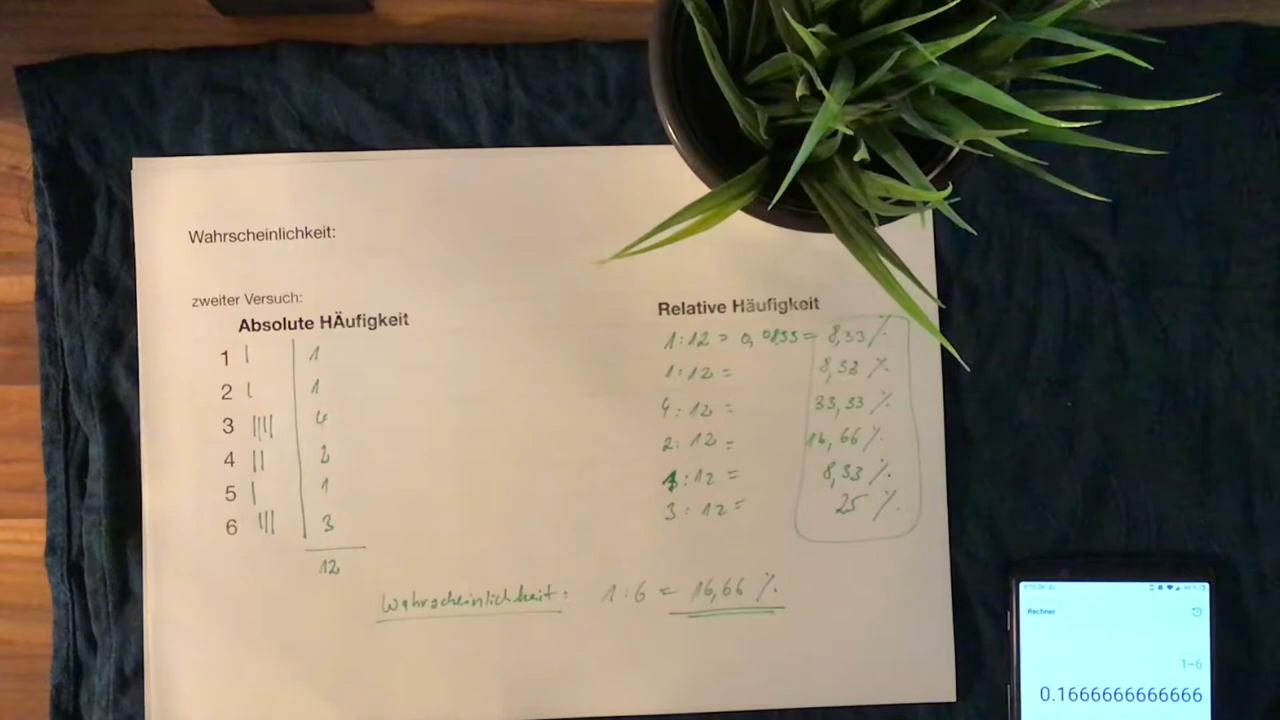 Wahrscheinlichkeit:
zweiter Versuch:
Absolute HÄufigkeit
1 | 1
2 | 1
3 |||| 4
4 || 2
5 | 1
6 ||| 3
12
Relative Häufigkeit
1:12 = 0,0833 = 8,33 %
1:12 = 8,33 %
4:12 = 33,33 %
2:12 = 16,66 %
1:12 = 8,33 %
3:12 = 25 %
Wahrscheinlichkeit: 1:6 = 16,66 %
Rechner
1÷6
0.1666666666666